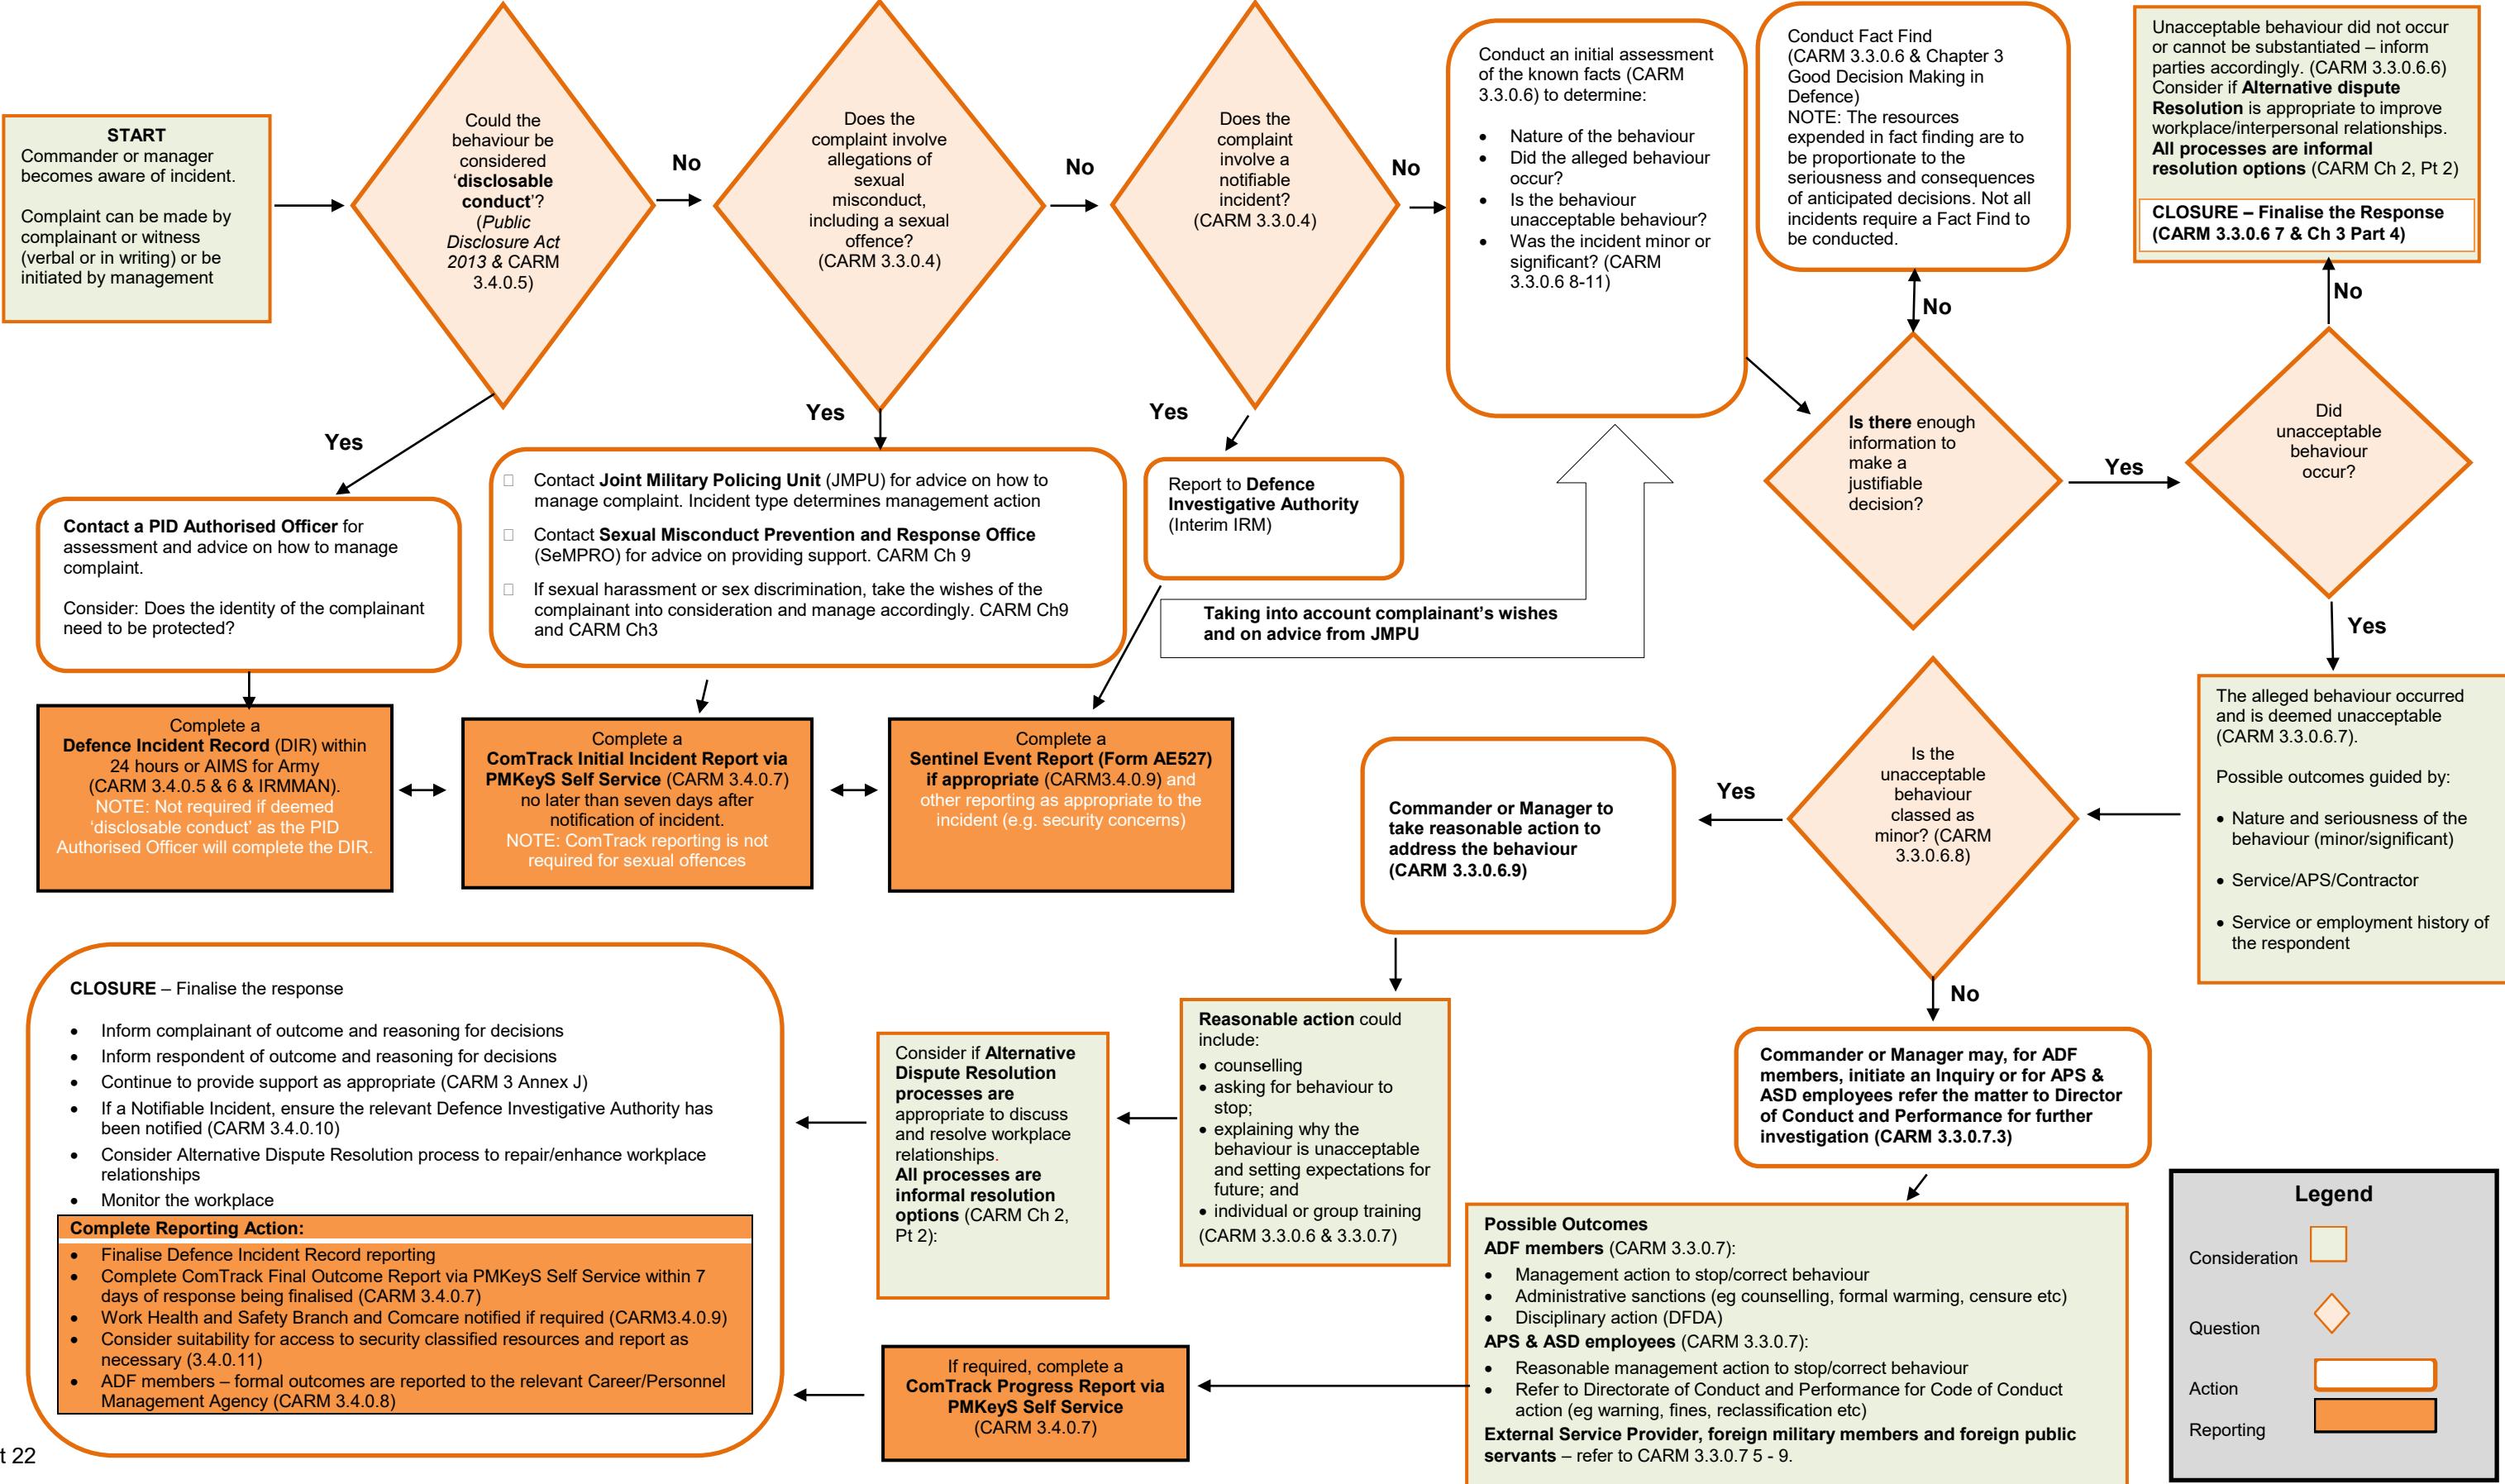 START
Commander or manager
becomes aware of incident.
Complaint can be made by
complainant or witness
(verbal or in writing) or be
initiated by management
Could the
behaviour be
considered
‘disclosable
conduct’?
(Public
Disclosure Act
2013 & CARM
3.4.0.5)
No
Yes
Does the
complaint involve
allegations of
sexual
misconduct,
including a sexual
offence?
(CARM 3.3.0.4)
No
Yes
Does the
complaint
involve a
notifiable
incident?
(CARM 3.3.0.4)
No
Yes
Conduct an initial assessment
of the known facts (CARM
3.3.0.6) to determine:
• Nature of the behaviour
• Did the alleged behaviour
occur?
• Is the behaviour
unacceptable behaviour?
• Was the incident minor or
significant? (CARM
3.3.0.6 8-11)
Conduct Fact Find
(CARM 3.3.0.6 & Chapter 3
Good Decision Making in
Defence)
NOTE: The resources
expended in fact finding are to
be proportionate to the
seriousness and consequences
of anticipated decisions. Not all
incidents require a Fact Find to
be conducted.
No
Unacceptable behaviour did not occur
or cannot be substantiated – inform
parties accordingly. (CARM 3.3.0.6.6)
Consider if Alternative dispute
Resolution is appropriate to improve
workplace/interpersonal relationships.
All processes are informal
resolution options (CARM Ch 2, Pt 2)
CLOSURE – Finalise the Response
(CARM 3.3.0.6 7 & Ch 3 Part 4)
No
Is there enough
information to
make a
justifiable
decision?
Yes
Did
unacceptable
behaviour
occur?
Yes
Contact a PID Authorised Officer for
assessment and advice on how to manage
complaint.
Consider: Does the identity of the complainant
need to be protected?
Contact Joint Military Policing Unit (JMPU) for advice on how to
manage complaint. Incident type determines management action
Contact Sexual Misconduct Prevention and Response Office
(SeMPRO) for advice on providing support. CARM Ch 9
If sexual harassment or sex discrimination, take the wishes of the
complainant into consideration and manage accordingly. CARM Ch9
and CARM Ch3
Report to Defence
Investigative Authority
(Interim IRM)
Taking into account complainant’s wishes
and on advice from JMPU
Complete a
Defence Incident Record (DIR) within
24 hours or AIMS for Army
(CARM 3.4.0.5 & 6 & IRMMAN).
NOTE: Not required if deemed
‘disclosable conduct’ as the PID
Authorised Officer will complete the DIR.
Complete a
ComTrack Initial Incident Report via
PMKeyS Self Service (CARM 3.4.0.7)
no later than seven days after
notification of incident.
NOTE: ComTrack reporting is not
required for sexual offences
Complete a
Sentinel Event Report (Form AE527)
if appropriate (CARM3.4.0.9) and
other reporting as appropriate to the
incident (e.g. security concerns)
The alleged behaviour occurred
and is deemed unacceptable
(CARM 3.3.0.6.7).
Possible outcomes guided by:
• Nature and seriousness of the
behaviour (minor/significant)
• Service/APS/Contractor
• Service or employment history of
the respondent
Is the
unacceptable
behaviour
classed as
minor? (CARM
3.3.0.6.8)
Yes
No
Commander or Manager to
take reasonable action to
address the behaviour
(CARM 3.3.0.6.9)
Reasonable action could
include:
• counselling
• asking for behaviour to
stop;
• explaining why the
behaviour is unacceptable
and setting expectations for
future; and
• individual or group training
(CARM 3.3.0.6 & 3.3.0.7)
Consider if Alternative
Dispute Resolution
processes are
appropriate to discuss
and resolve workplace
relationships.
All processes are
informal resolution
options (CARM Ch 2,
Pt 2):
Commander or Manager may, for ADF
members, initiate an Inquiry or for APS &
ASD employees refer the matter to Director
of Conduct and Performance for further
investigation (CARM 3.3.0.7.3)
Possible Outcomes
ADF members (CARM 3.3.0.7):
• Management action to stop/correct behaviour
• Administrative sanctions (eg counselling, formal warming, censure etc)
• Disciplinary action (DFDA)
APS & ASD employees (CARM 3.3.0.7):
• Reasonable management action to stop/correct behaviour
• Refer to Directorate of Conduct and Performance for Code of Conduct
action (eg warning, fines, reclassification etc)
External Service Provider, foreign military members and foreign public
servants – refer to CARM 3.3.0.7 5 - 9.
If required, complete a
ComTrack Progress Report via
PMKeyS Self Service
(CARM 3.4.0.7)
CLOSURE – Finalise the response
• Inform complainant of outcome and reasoning for decisions
• Inform respondent of outcome and reasoning for decisions
• Continue to provide support as appropriate (CARM 3 Annex J)
• If a Notifiable Incident, ensure the relevant Defence Investigative Authority has
been notified (CARM 3.4.0.10)
• Consider Alternative Dispute Resolution process to repair/enhance workplace
relationships
• Monitor the workplace
Complete Reporting Action:
• Finalise Defence Incident Record reporting
• Complete ComTrack Final Outcome Report via PMKeyS Self Service within 7
days of response being finalised (CARM 3.4.0.7)
• Work Health and Safety Branch and Comcare notified if required (CARM3.4.0.9)
• Consider suitability for access to security classified resources and report as
necessary (3.4.0.11)
• ADF members – formal outcomes are reported to the relevant Career/Personnel
Management Agency (CARM 3.4.0.8)
Legend
Consideration
Question
Action
Reporting
t 22